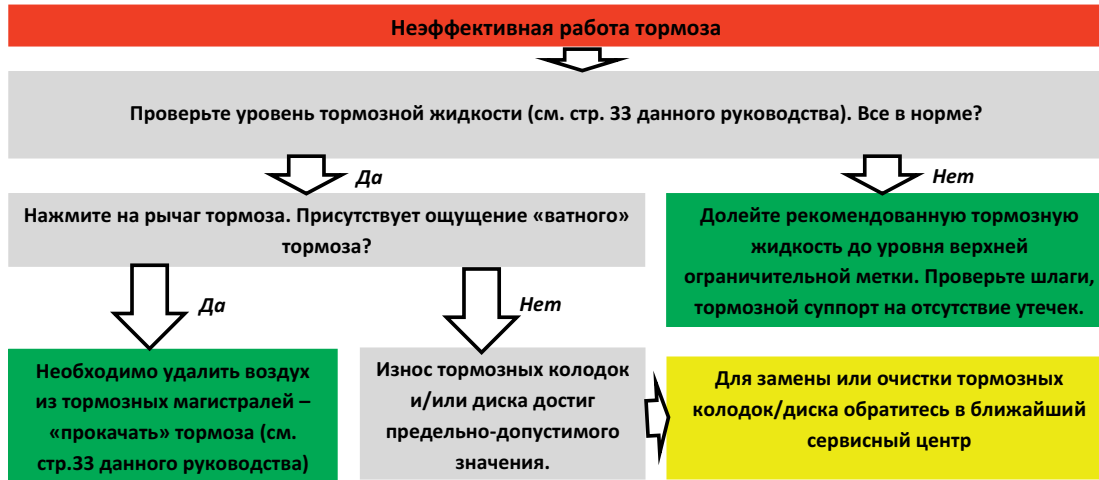 Неэффективная работа тормоза
Проверьте уровень тормозной жидкости (см. стр. 33 данного руководства). Все в норме?
Да
Нет
Нажмите на рычаг тормоза. Присутствует ощущение «ватного»
тормоза?
Долейте рекомендованную тормозную
жидкость до уровня верхней
ограничительной метки. Проверьте шлаги,
тормозной суппорт на отсутствие утечек.
Да
Нет
Необходимо удалить воздух
из тормозных магистралей –
«прокачать» тормоза (см.
стр.33 данного руководства)
Износ тормозных колодок
и/или диска достиг
предельно-допустимого
значения.
Для замены или очистки тормозных
колодок/диска обратитесь в ближайший
сервисный центр